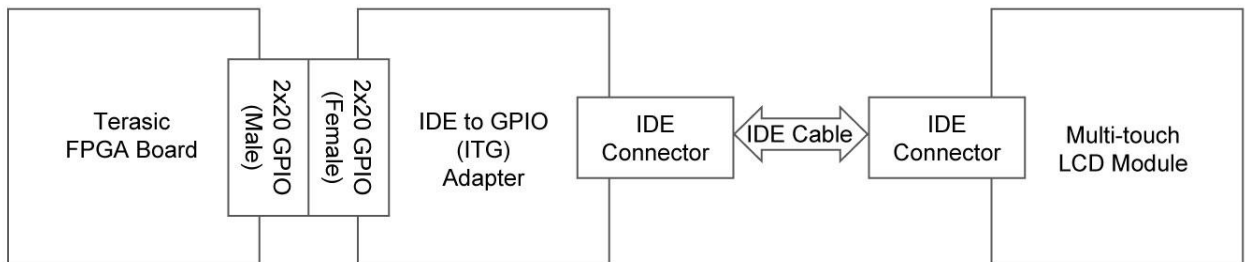 Terasic
FPGA Board
2x20 GPIO
(Male)
2x20 GPIO
(Female)
IDE to GPIO
(ITG)
Adapter
IDE
Connector
IDE Cable
IDE
Connector
Multi-touch
LCD Module